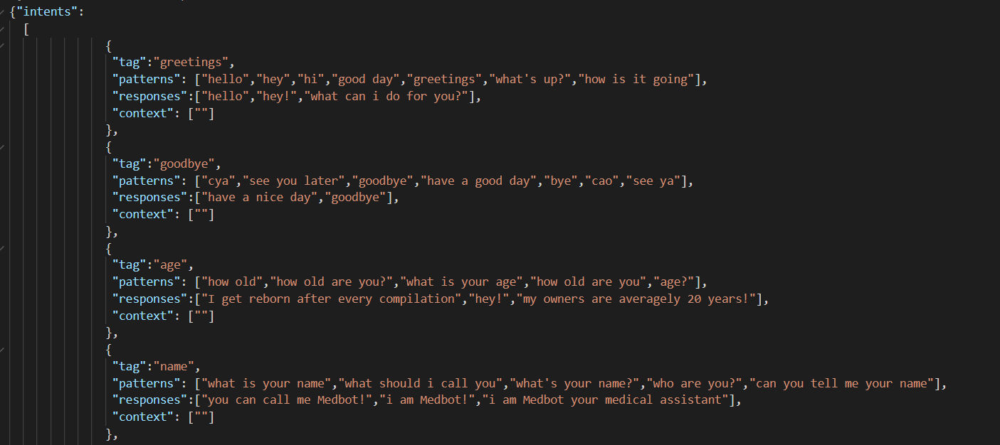 {"intents":
[
{
"tag":"greetings",
"patterns": ["hello","hey","hi","good day","greetings","what's up?","how is it going"],
"responses":["hello","hey!","what can i do for you?"],
"context": [""]
},
{
"tag":"goodbye",
"patterns": ["cya","see you later","goodbye","have a good day","bye","cao","see ya"],
"responses":["have a nice day","goodbye"],
"context": [""]
},
{
"tag":"age",
"patterns": ["how old","how old are you?","what is your age","how old are you","age?"],
"responses":["I get reborn after every compilation","hey!","my owners are averagely 20 years!"],
"context": [""]
},
{
"tag":"name",
"patterns": ["what is your name","what should i call you","what's your name?","who are you?","can you tell me your name"],
"responses":["you can call me Medbot!","i am Medbot!","i am Medbot your medical assistant"],
"context": [""]
},